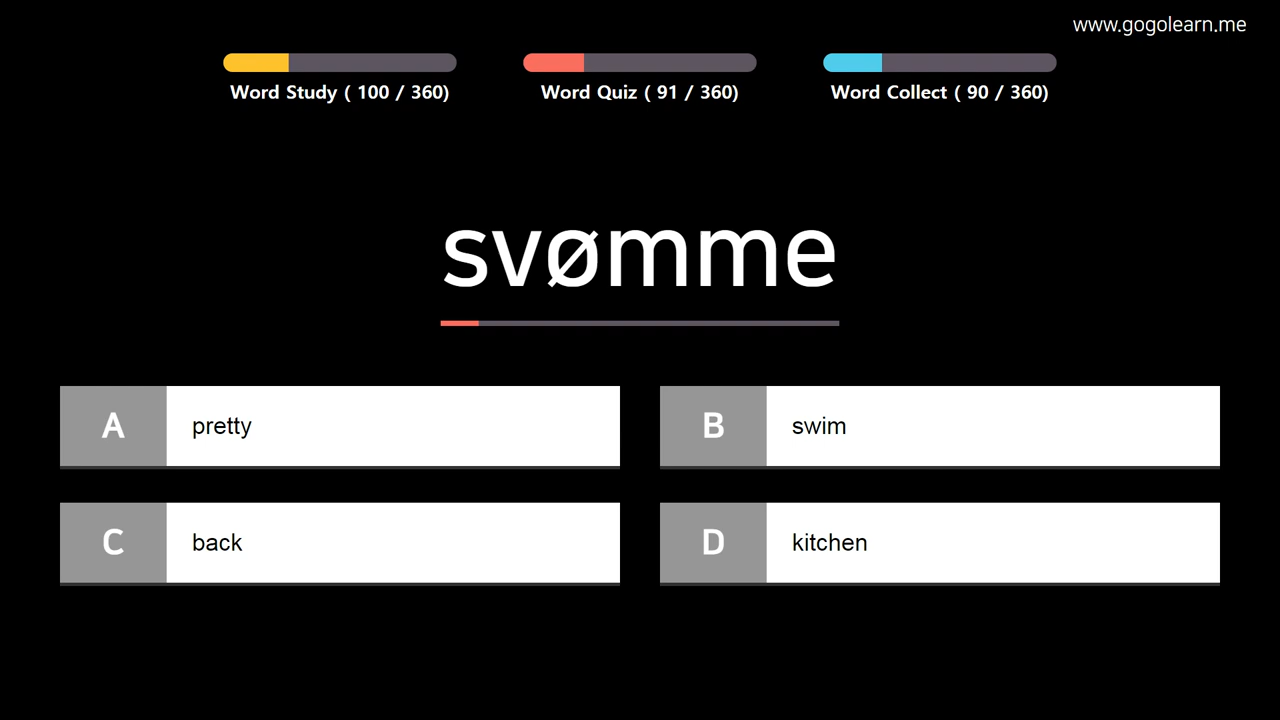 www.gogolearn.me
Word Study ( 100 / 360)
Word Quiz ( 91 / 360)
Word Collect ( 90 / 360)
svømme
A pretty
B swim
C back
D kitchen